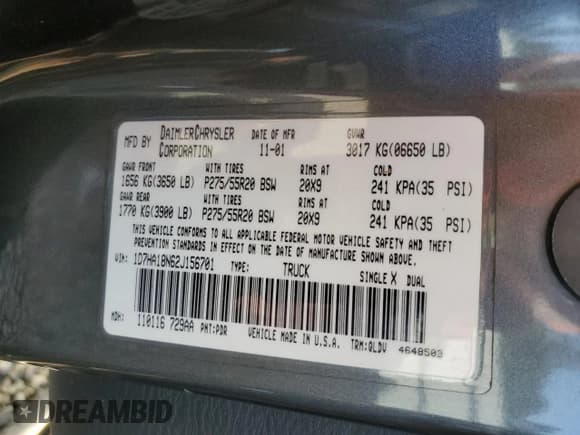 MFD BY DAIMLERCHRYSLER CORPORATION DATE OF MFR 11-01 GVWR 3017 KG(06650 LB)
GAWR FRONT WITH TIRES RIMS AT COLD
1656 KG(3650 LB) P275/55R20 BSW 20X9 241 KPA(35 PSI)
GAWR REAR WITH TIRES RIMS AT COLD
1770 KG(3900 LB) P275/55R20 BSW 20X9 241 KPA(35 PSI)
THIS VEHICLE CONFORMS TO ALL APPLICABLE FEDERAL MOTOR VEHICLE SAFETY AND THEFT
PREVENTION STANDARDS IN EFFECT ON THE DATE OF MANUFACTURE SHOWN ABOVE.
VIN: 1D7HA18N62J156701 TYPE: TRUCK SINGLE X DUAL
MDH: 110116 729AA PNT:PDR VEHICLE MADE IN U.S.A. TRM:QLDV 4648503
DREAMBID